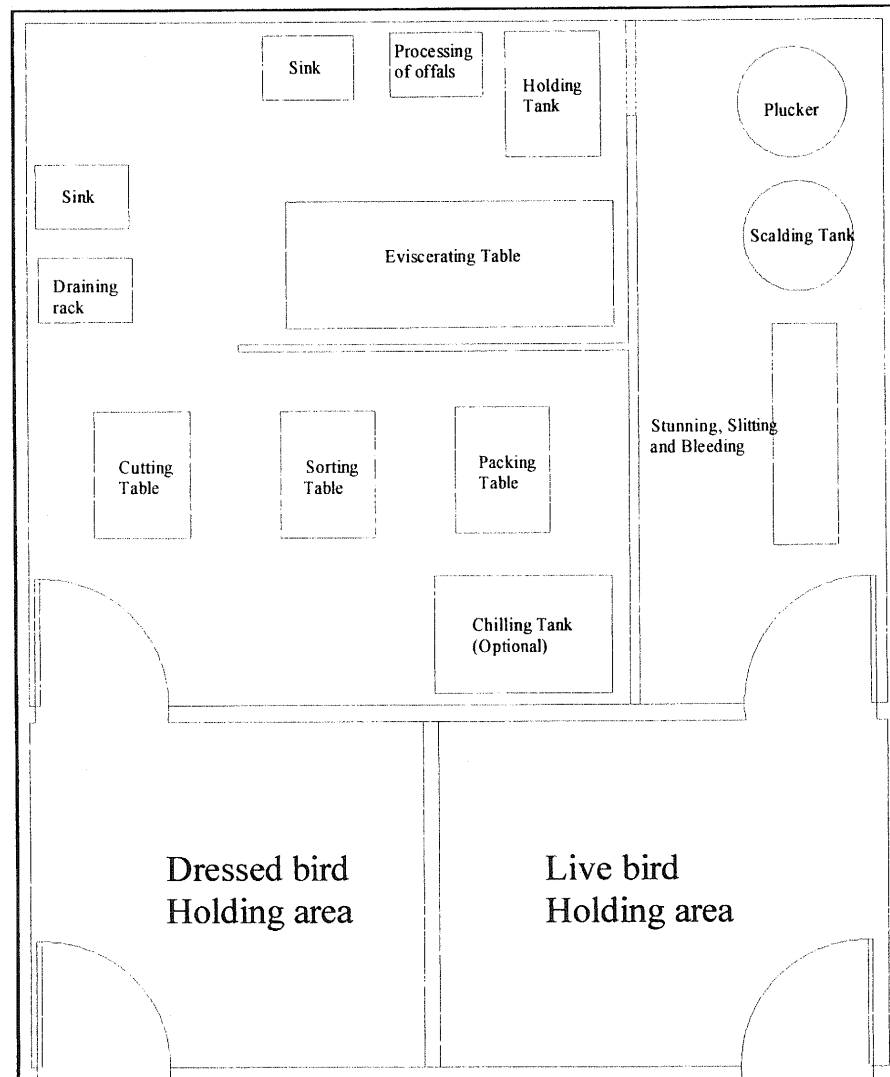 Sink
Processing
of offals
Holding
Tank
Plucker
Sink
Scalding Tank
Eviscerating Table
Draining
rack
Stunning, Slitting
and Bleeding
Cutting
Table
Sorting
Table
Packing
Table
Chilling Tank
(Optional)
Dressed bird
Holding area
Live bird
Holding area